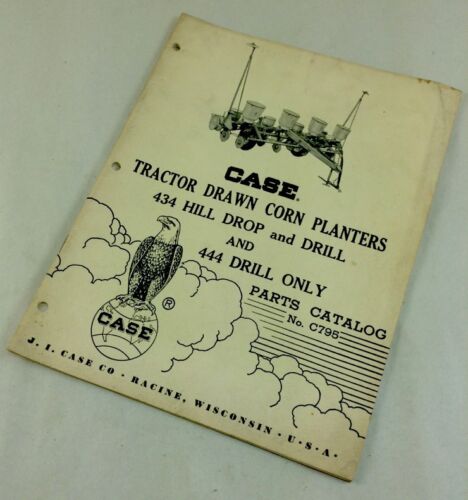 CASE®
TRACTOR DRAWN CORN PLANTERS
434 HILL DROP and DRILL
AND
444 DRILL ONLY
PARTS CATALOG
No. C795
®
CASE
J. I. CASE CO · RACINE, WISCONSIN · U·S·A·